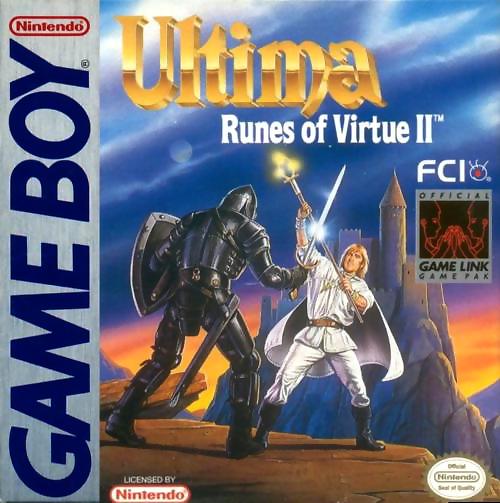 Nintendo®
GAME BOY®
Ultima
Runes of Virtue II™
FCI®
OFFICIAL
GAME LINK
GAME PAK
LICENSED BY
Nintendo
Official
Nintendo
Seal of Quality